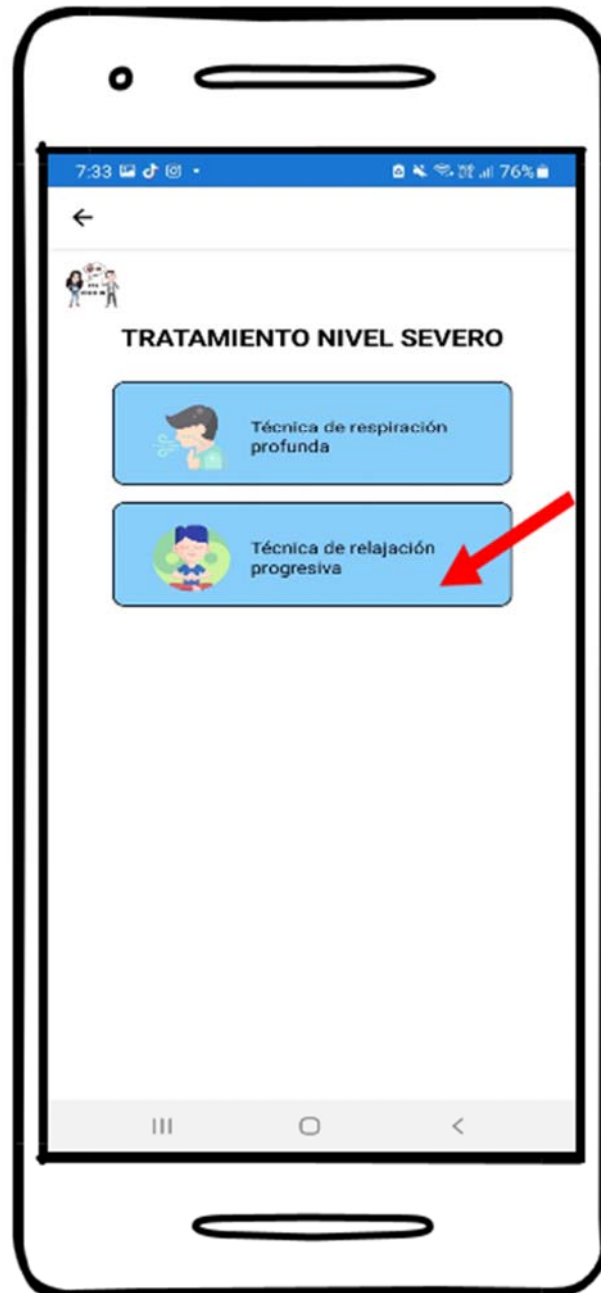 7:33
76%
TRATAMIENTO NIVEL SEVERO
Técnica de respiración
profunda
Técnica de relajación
progresiva